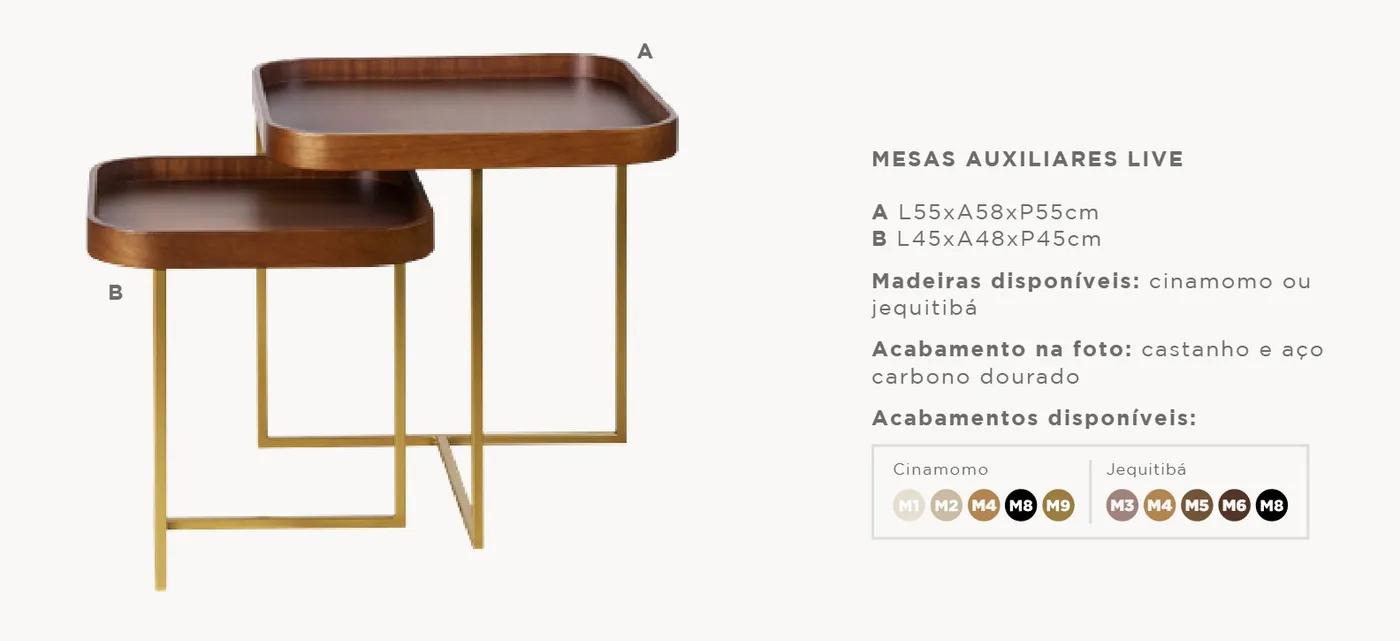 A
B
MESAS AUXILIARES LIVE
A L55xA58xP55cm
B L45xA48xP45cm
Madeiras disponíveis: cinamomo ou
jequitibá
Acabamento na foto: castanho e aço
carbono dourado
Acabamentos disponíveis:
Cinamomo
M1 M2 M4 M8 M9
Jequitibá
M3 M4 M5 M6 M8